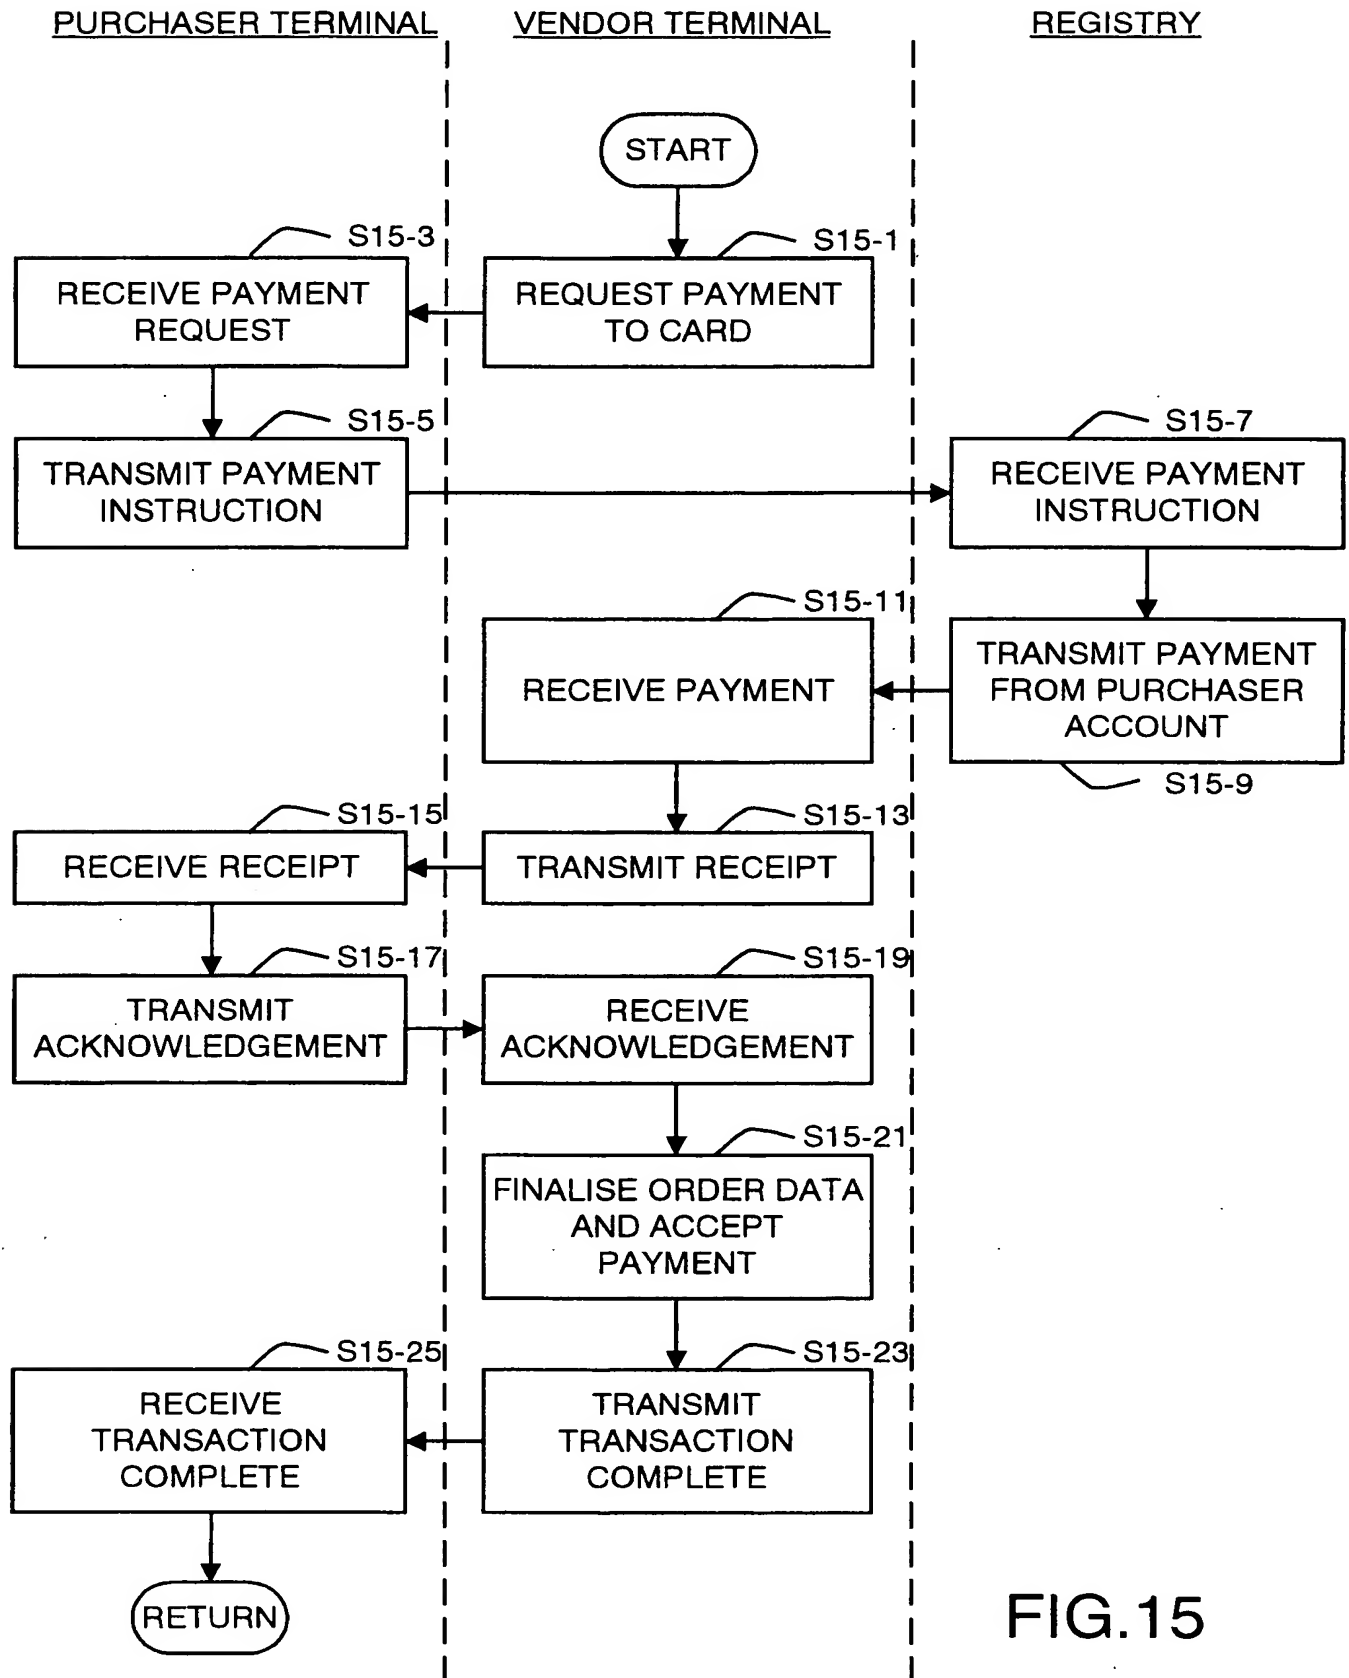 PURCHASER TERMINAL
VENDOR TERMINAL
REGISTRY
START
S15-3
RECEIVE PAYMENT
REQUEST
S15-1
REQUEST PAYMENT
TO CARD
S15-5
TRANSMIT PAYMENT
INSTRUCTION
S15-7
RECEIVE PAYMENT
INSTRUCTION
S15-11
RECEIVE PAYMENT
TRANSMIT PAYMENT
FROM PURCHASER
ACCOUNT
S15-9
S15-15
RECEIVE RECEIPT
S15-13
TRANSMIT RECEIPT
S15-17
TRANSMIT
ACKNOWLEDGEMENT
S15-19
RECEIVE
ACKNOWLEDGEMENT
S15-21
FINALISE ORDER DATA
AND ACCEPT
PAYMENT
S15-25
RECEIVE
TRANSACTION
COMPLETE
S15-23
TRANSMIT
TRANSACTION
COMPLETE
RETURN
FIG.15